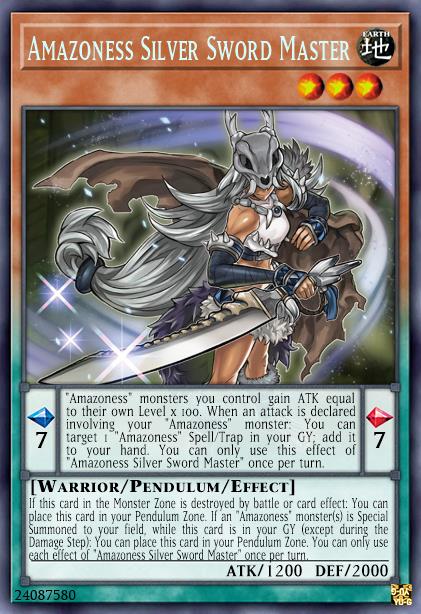 Amazoness Silver Sword Master
EARTH
地
"Amazoness" monsters you control gain ATK equal
to their own Level x 100. When an attack is declared
involving your "Amazoness" monster: You can
target 1 "Amazoness" Spell/Trap in your GY; add it
to your hand. You can only use this effect of
"Amazoness Silver Sword Master" once per turn.
7
7
[Warrior/Pendulum/Effect]
If this card in the Monster Zone is destroyed by battle or card effect: You can
place this card in your Pendulum Zone. If an "Amazoness" monster(s) is Special
Summoned to your field, while this card is in your GY (except during the
Damage Step): You can place this card in your Pendulum Zone. You can only use
each effect of "Amazoness Silver Sword Master" once per turn.
ATK/1200 DEF/2000
24087580